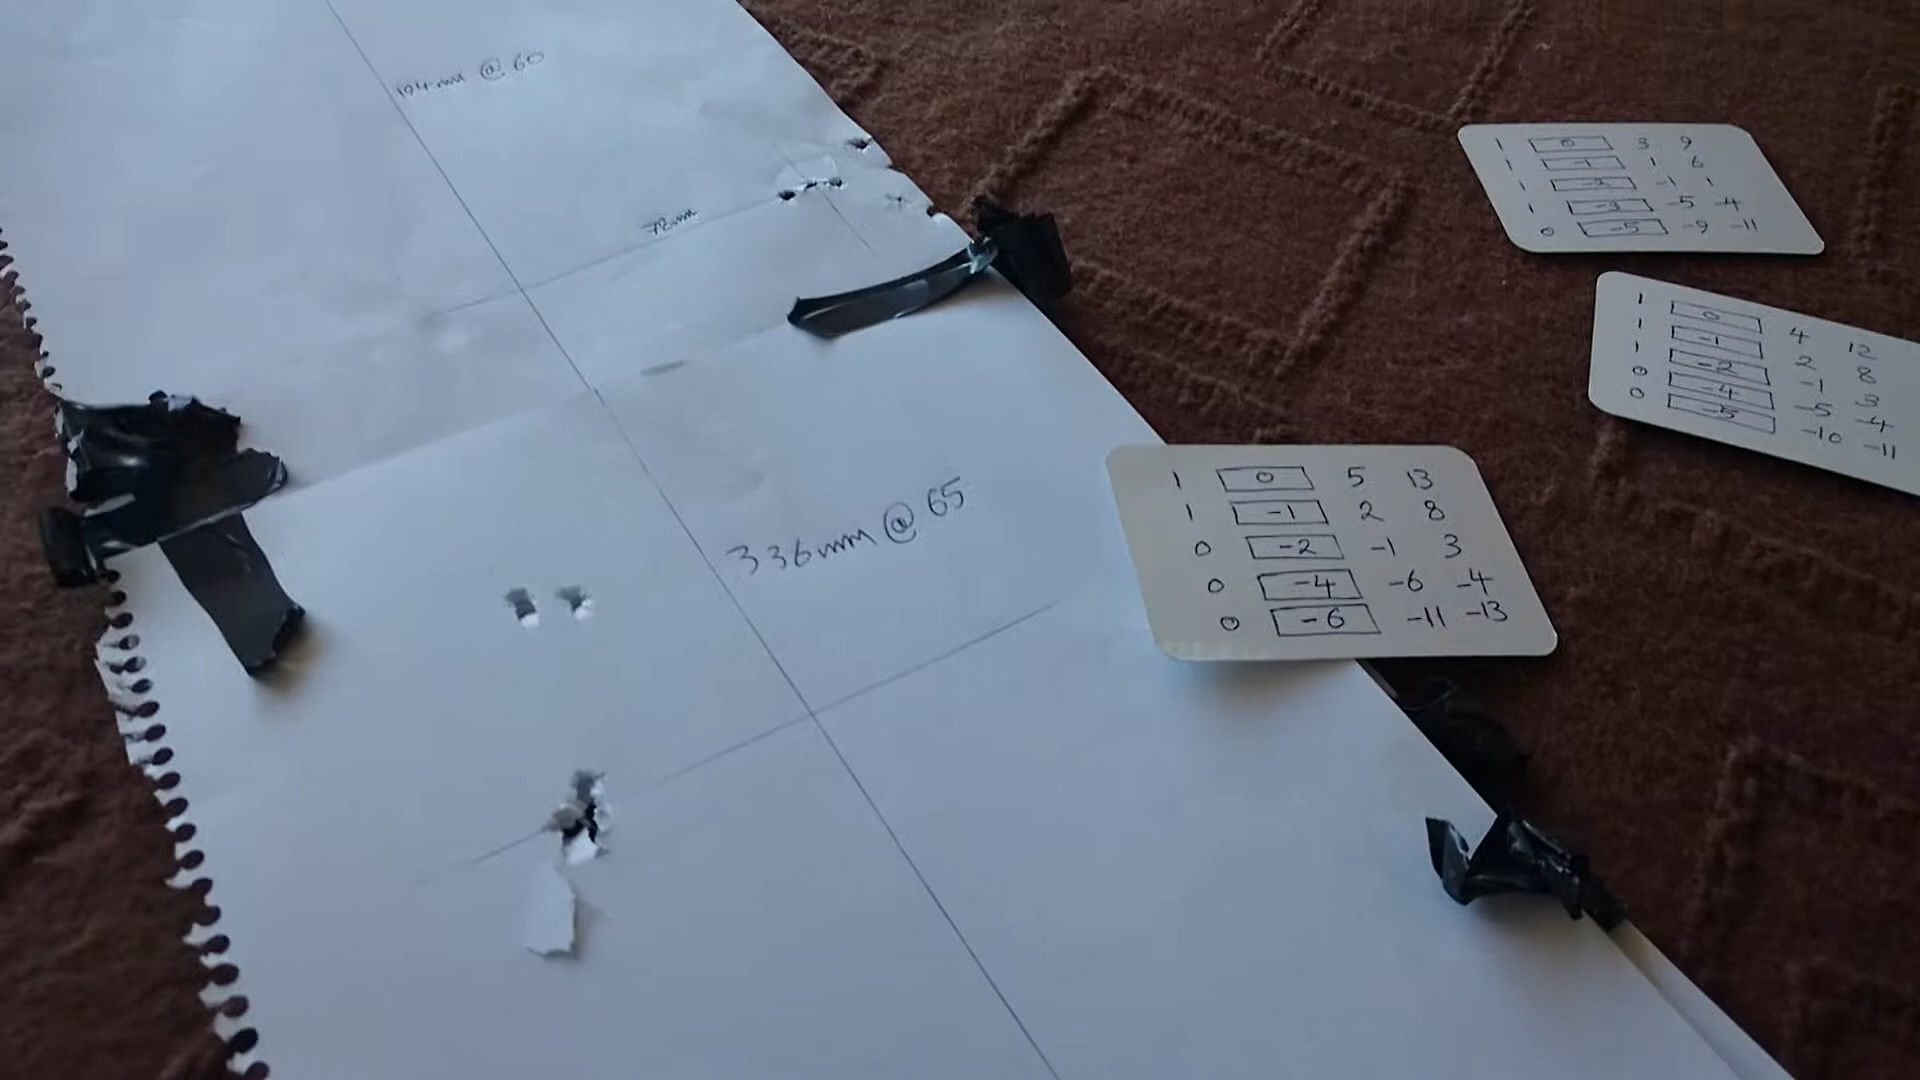 194mm @ 60
78mm
336mm @ 65
1 0 3 9
1 -1 1 6
1 -2 -1 1
1 -3 -5 -4
0 -5 -9 -11
1 0 4 12
1 -1 2 8
1 -2 -1 3
0 -4 -5 -4
0 -5 -10 -11
1 0 5 13
1 -1 2 8
0 -2 -1 3
0 -4 -6 -4
0 -6 -11 -13